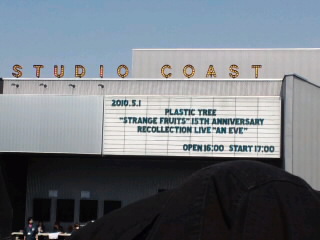 STUDIO COAST
2010.5.1
PLASTIC TREE
"STRANGE FRUITS" 15TH ANNIVERSARY
RECOLLECTION LIVE "AN EVE"
OPEN 16:00 START 17:00